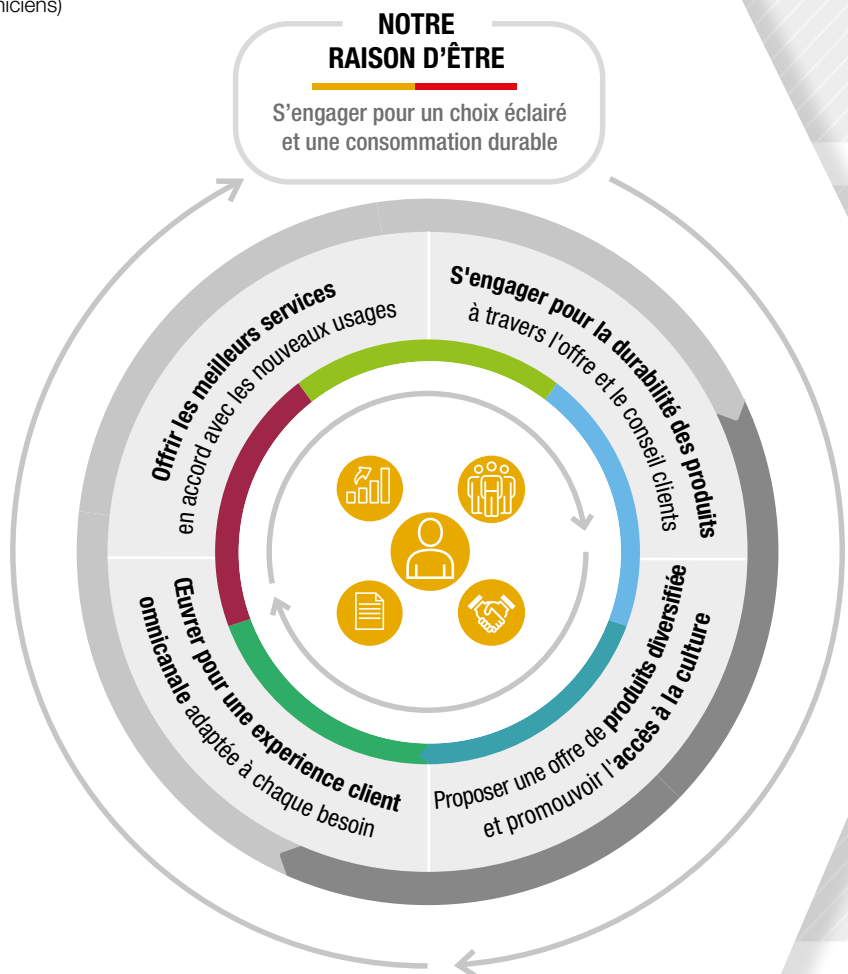 niciens)
NOTRE
RAISON D'ÊTRE
S'engager pour un choix éclairé
et une consommation durable
Offrir les meilleurs services
en accord avec les nouveaux usages
S'engager pour la durabilité des produits
à travers l'offre et le conseil clients
Œuvrer pour une experience client
omnicanale adaptée à chaque besoin
Proposer une offre de produits diversifiée
et promouvoir l'accès à la culture